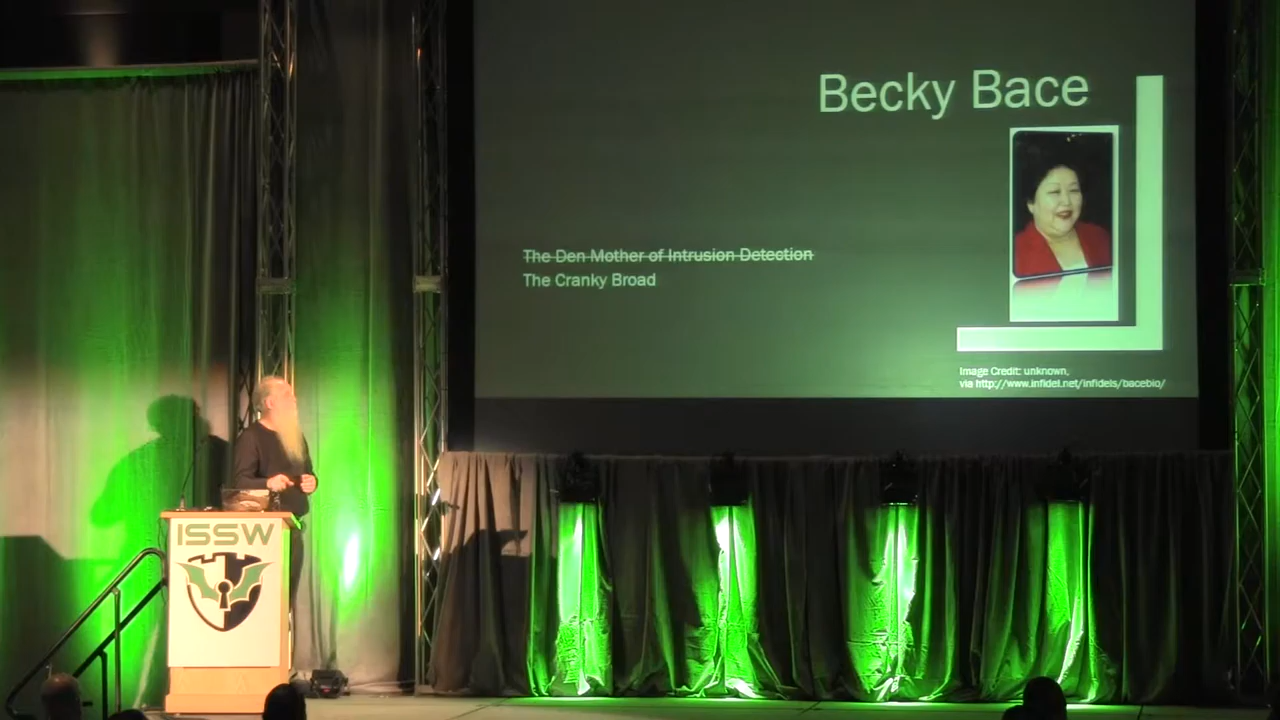 Becky Bace
The Den Mother of Intrusion Detection
The Cranky Broad
Image Credit: unknown,
via http://www.infidel.net/infidels/bacebio/
ISSW